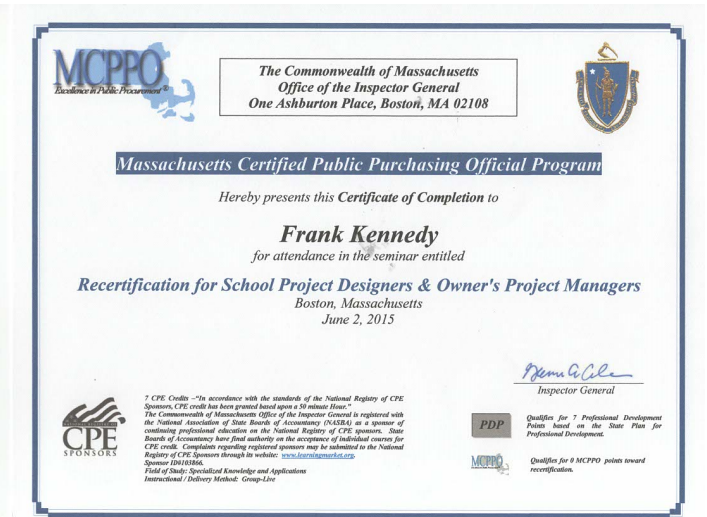 MCPPO
Excellence in Public Procurement ®
The Commonwealth of Massachusetts
Office of the Inspector General
One Ashburton Place, Boston, MA 02108
Massachusetts Certified Public Purchasing Official Program
Hereby presents this Certificate of Completion to
Frank Kennedy
for attendance in the seminar entitled
Recertification for School Project Designers & Owner's Project Managers
Boston, Massachusetts
June 2, 2015
Inspector General
CPE
SPONSORS
7 CPE Credits –"In accordance with the standards of the National Registry of CPE
Sponsors, CPE credit has been granted based upon a 50 minute Hour."
The Commonwealth of Massachusetts Office of the Inspector General is registered with
the National Association of State Boards of Accountancy (NASBA) as a sponsor of
continuing professional education on the National Registry of CPE sponsors. State
Boards of Accountancy have final authority on the acceptance of individual courses for
CPE credit. Complaints regarding registered sponsors may be submitted to the National
Registry of CPE Sponsors through its website: www.learningmarket.org.
Sponsor ID#103866.
Field of Study: Specialized Knowledge and Applications
Instructional / Delivery Method: Group-Live
PDP
Qualifies for 7 Professional Development
Points based on the State Plan for
Professional Development.
MCPPO
Qualifies for 0 MCPPO points toward
recertification.